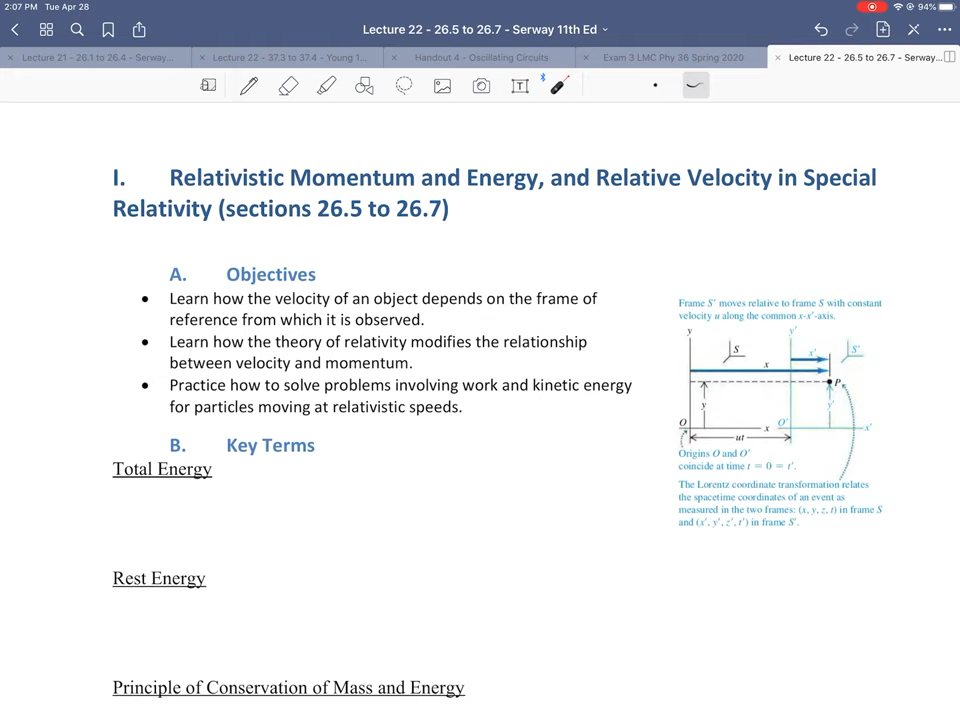 2:07 PM Tue Apr 28
94%
Lecture 22 - 26.5 to 26.7 - Serway 11th Ed
Lecture 21 - 26.1 to 26.4 - Serway...
Lecture 22 - 37.3 to 37.4 - Young 1...
Handout 4 - Oscillating Circuits
Exam 3 LMC Phy 36 Spring 2020
Lecture 22 - 26.5 to 26.7 - Serway...
T
I. Relativistic Momentum and Energy, and Relative Velocity in Special
Relativity (sections 26.5 to 26.7)
A. Objectives
• Learn how the velocity of an object depends on the frame of
reference from which it is observed.
• Learn how the theory of relativity modifies the relationship
between velocity and momentum.
• Practice how to solve problems involving work and kinetic energy
for particles moving at relativistic speeds.
B. Key Terms
Total Energy
Rest Energy
Principle of Conservation of Mass and Energy
Frame S′ moves relative to frame S with constant
velocity u along the common x-x′-axis.
y y′
S x′ S′
x
P
y y′
O x O′ x′
ut
Origins O and O′
coincide at time t = 0 = t′.
The Lorentz coordinate transformation relates
the spacetime coordinates of an event as
measured in the two frames: (x, y, z, t) in frame S
and (x′, y′, z′, t′) in frame S′.